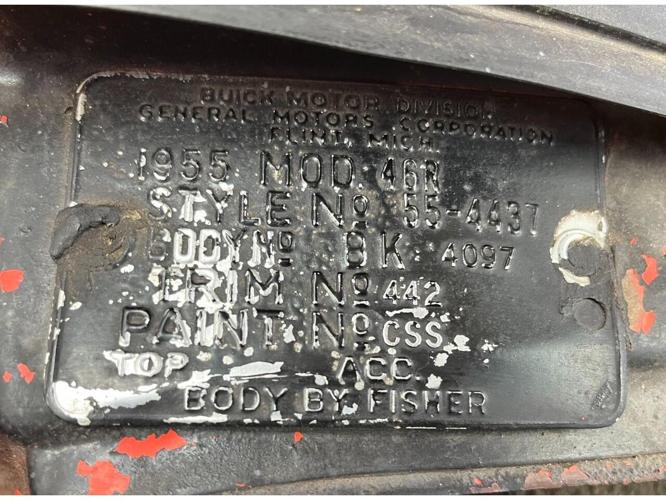 BUICK MOTOR DIVISION
GENERAL MOTORS CORPORATION
FLINT, MICH.
1955 MOD. 46R
STYLE No 55-4437
BODY No BK 4097
TRIM No 442
PAINT No CSS
TOP ACC.
BODY BY FISHER